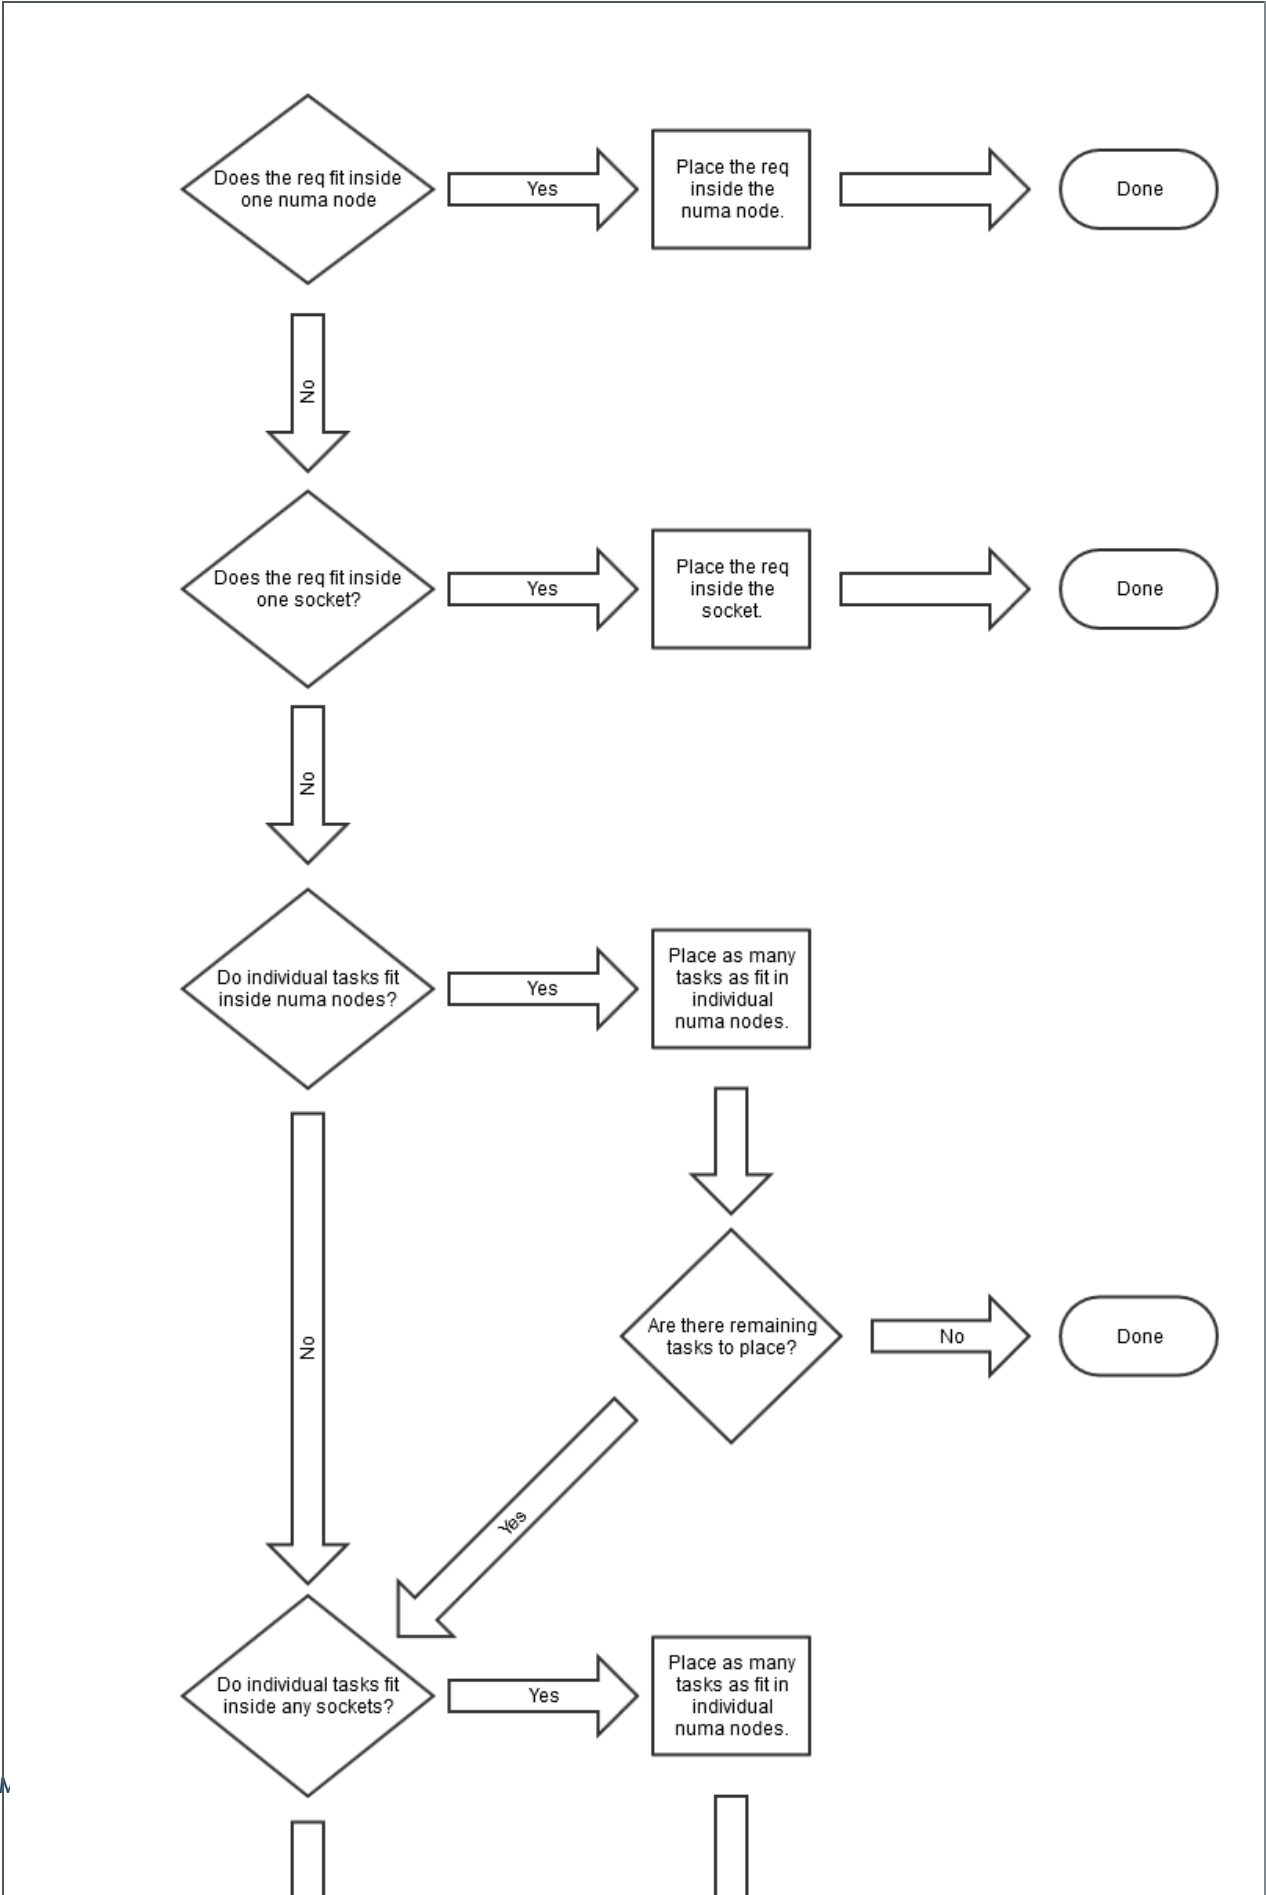 Does the req fit inside
one numa node
Yes
Place the req
inside the
numa node.
Done
No
Does the req fit inside
one socket?
Yes
Place the req
inside the
socket.
Done
No
Do individual tasks fit
inside numa nodes?
Yes
Place as many
tasks as fit in
individual
numa nodes.
No
Are there remaining
tasks to place?
No
Done
Yes
Do individual tasks fit
inside any sockets?
Yes
Place as many
tasks as fit in
individual
numa nodes.